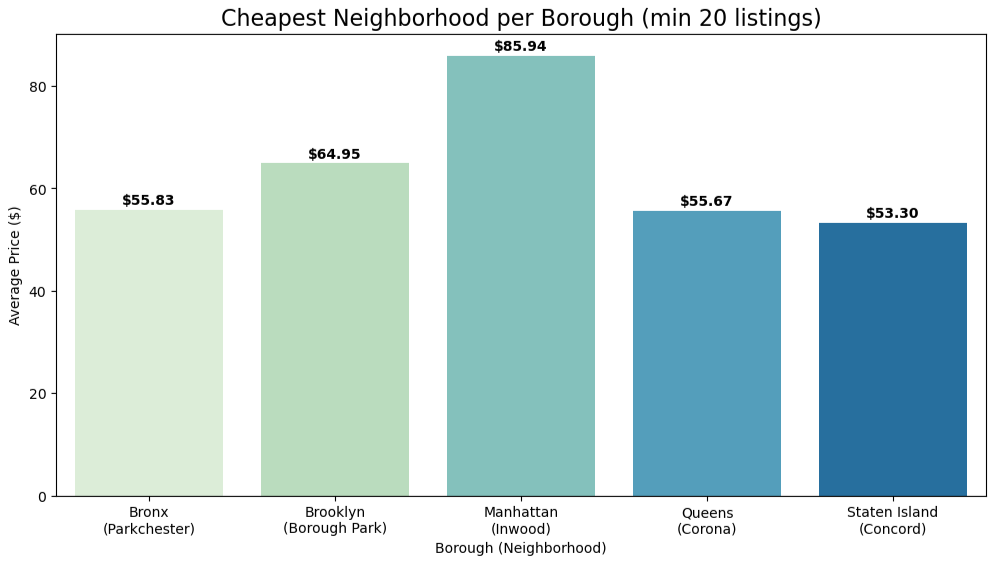 Cheapest Neighborhood per Borough (min 20 listings)
Average Price ($)
80
60
40
20
0
$55.83
$64.95
$85.94
$55.67
$53.30
Bronx
(Parkchester)
Brooklyn
(Borough Park)
Manhattan
(Inwood)
Queens
(Corona)
Staten Island
(Concord)
Borough (Neighborhood)